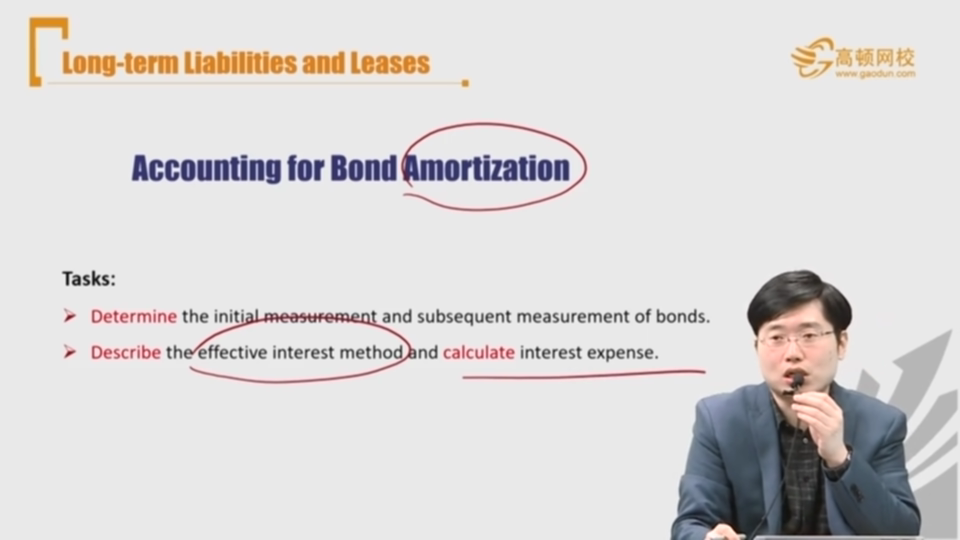 Long-term Liabilities and Leases
高顿网校
www.gaodun.com
Accounting for Bond Amortization
Tasks:
Determine the initial measurement and subsequent measurement of bonds.
Describe the effective interest method and calculate interest expense.